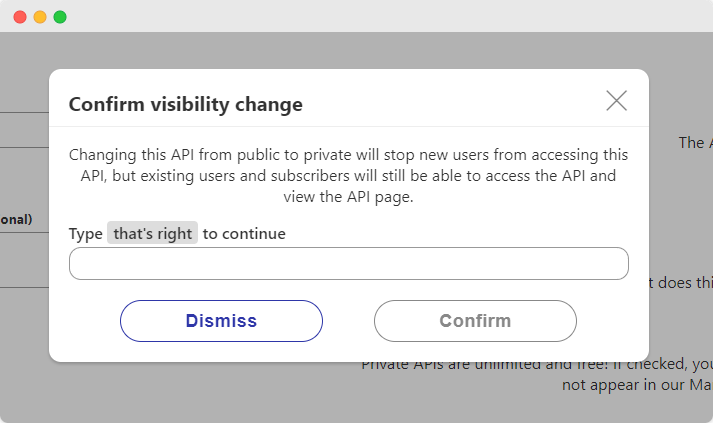 Confirm visibility change
The
Changing this API from public to private will stop new users from accessing this
API, but existing users and subscribers will still be able to access the API and
view the API page.
onal)
Type that's right to continue
t does thi
Dismiss
Confirm
Private APIs are unlimited and free! If checked, you
not appear in our Ma